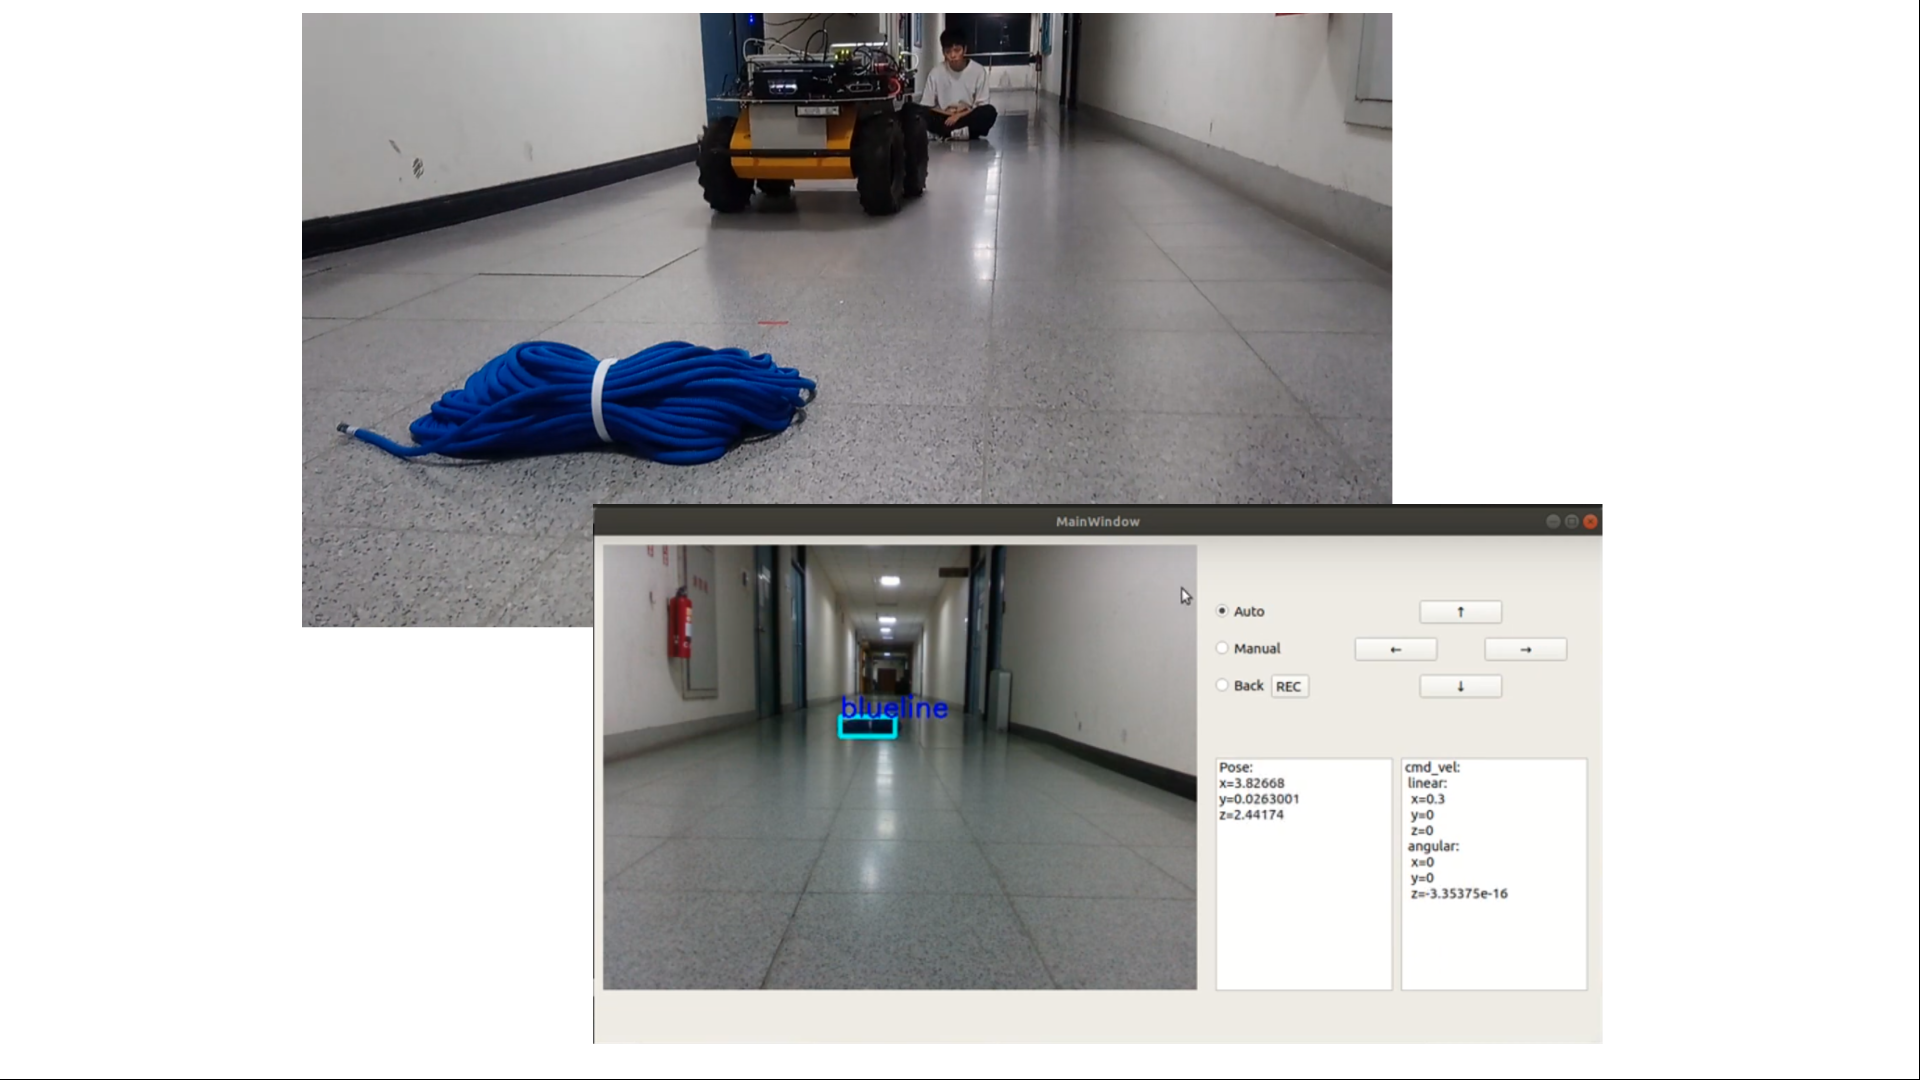 MainWindow
blueline
Auto
↑
Manual
←
→
Back
REC
↓
Pose:
x=3.82668
y=0.0263001
z=2.44174
cmd_vel:
linear:
x=0.3
y=0
z=0
angular:
x=0
y=0
z=-3.35375e-16